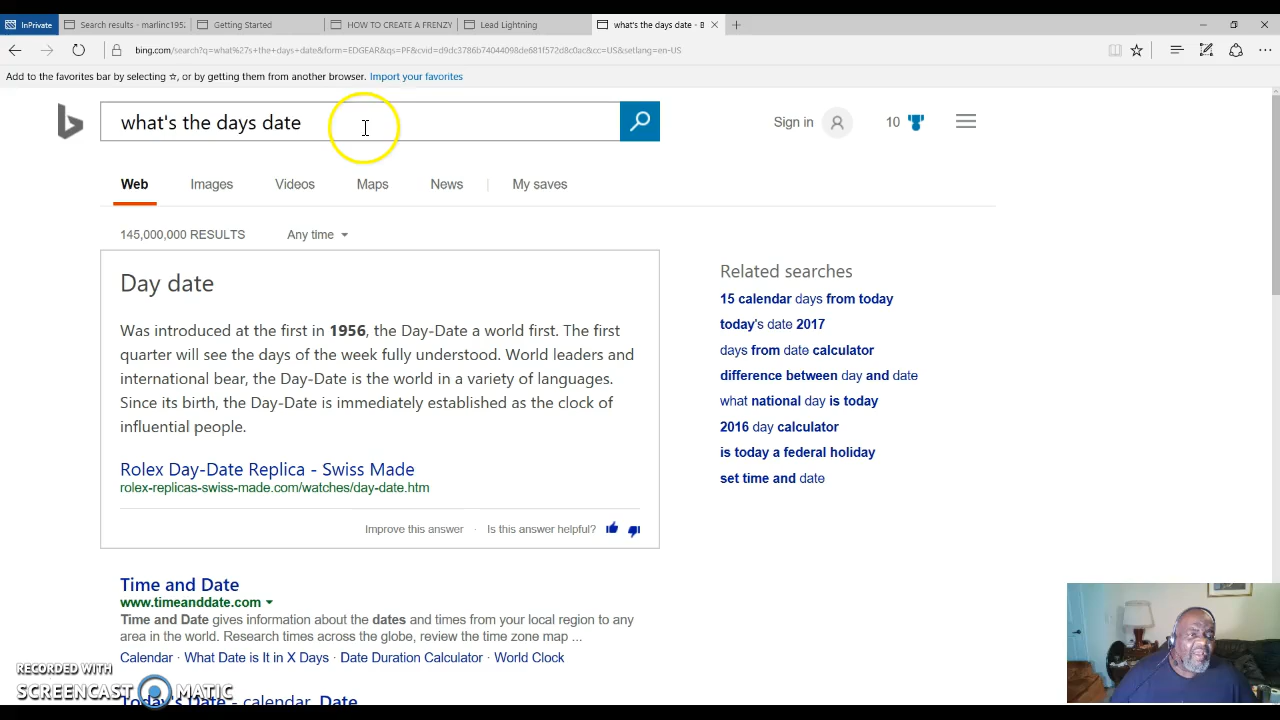 InPrivate
Search results - marlinc195
Getting Started
HOW TO CREATE A FRENZY
Lead Lightning
what's the days date - B
bing.com/search?q=what%27s+the+days+date&form=EDGEAR&qs=PF&cvid=d9dc3786b74044098de681f572d8c0ac&cc=US&setlang=en-US
Add to the favorites bar by selecting ☆, or by getting them from another browser. Import your favorites
what's the days date
Sign in
10
Web Images Videos Maps News | My saves
145,000,000 RESULTS Any time
Day date
Was introduced at the first in 1956, the Day-Date a world first. The first
quarter will see the days of the week fully understood. World leaders and
international bear, the Day-Date is the world in a variety of languages.
Since its birth, the Day-Date is immediately established as the clock of
influential people.
Rolex Day-Date Replica - Swiss Made
rolex-replicas-swiss-made.com/watches/day-date.htm
Improve this answer · Is this answer helpful?
Related searches
15 calendar days from today
today's date 2017
days from date calculator
difference between day and date
what national day is today
2016 day calculator
is today a federal holiday
set time and date
Time and Date
www.timeanddate.com
Time and Date gives information about the dates and times from your local region to any
area in the world. Research times across the globe, review the time zone map ...
Calendar · What Date is It in X Days · Date Duration Calculator · World Clock
Today's Date - calendar, Date
RECORDED WITH
SCREENCAST MATIC